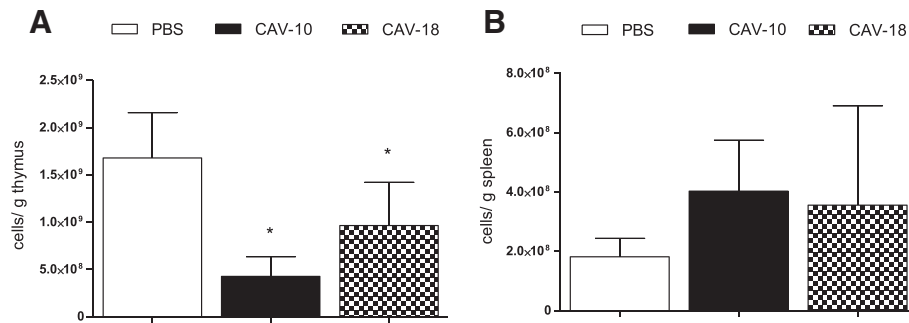 A
PBS CAV-10 CAV-18
2.5×10⁹
2.0×10⁹
1.5×10⁹
1.0×10⁹
5.0×10⁸
0
cells/ g thymus
*
*
B
PBS CAV-10 CAV-18
8.0×10⁸
6.0×10⁸
4.0×10⁸
2.0×10⁸
0
cells/ g spleen